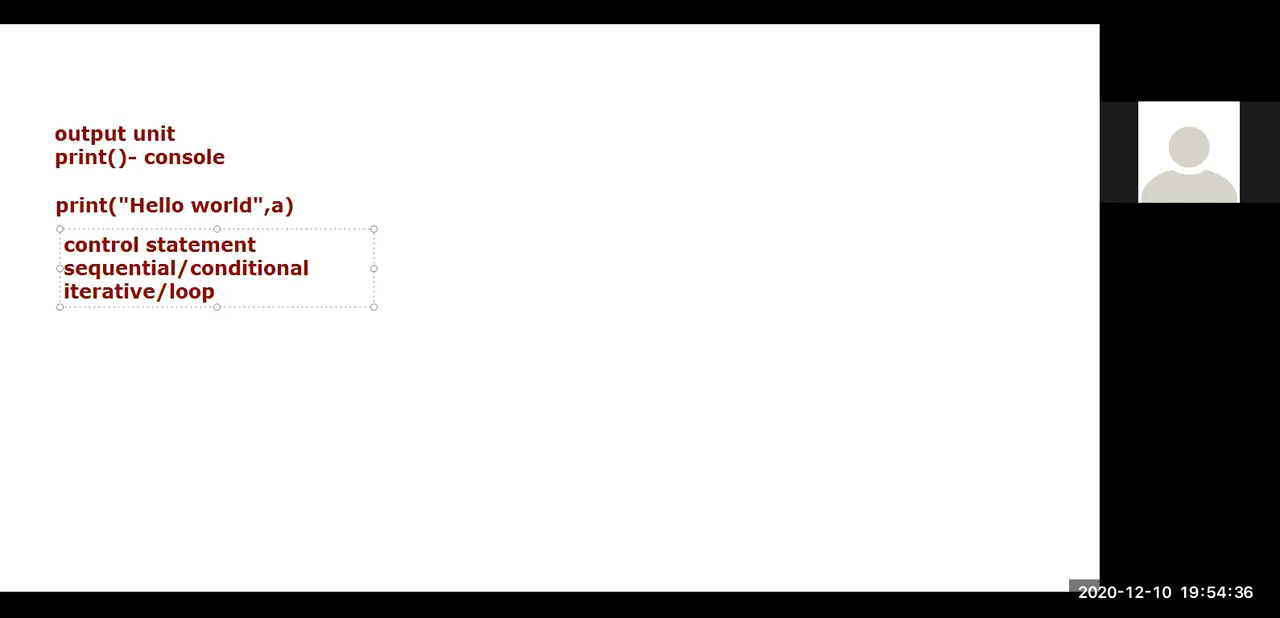 output unit
print()- console
print("Hello world",a)
control statement
sequential/conditional
iterative/loop
2020-12-10 19:54:36